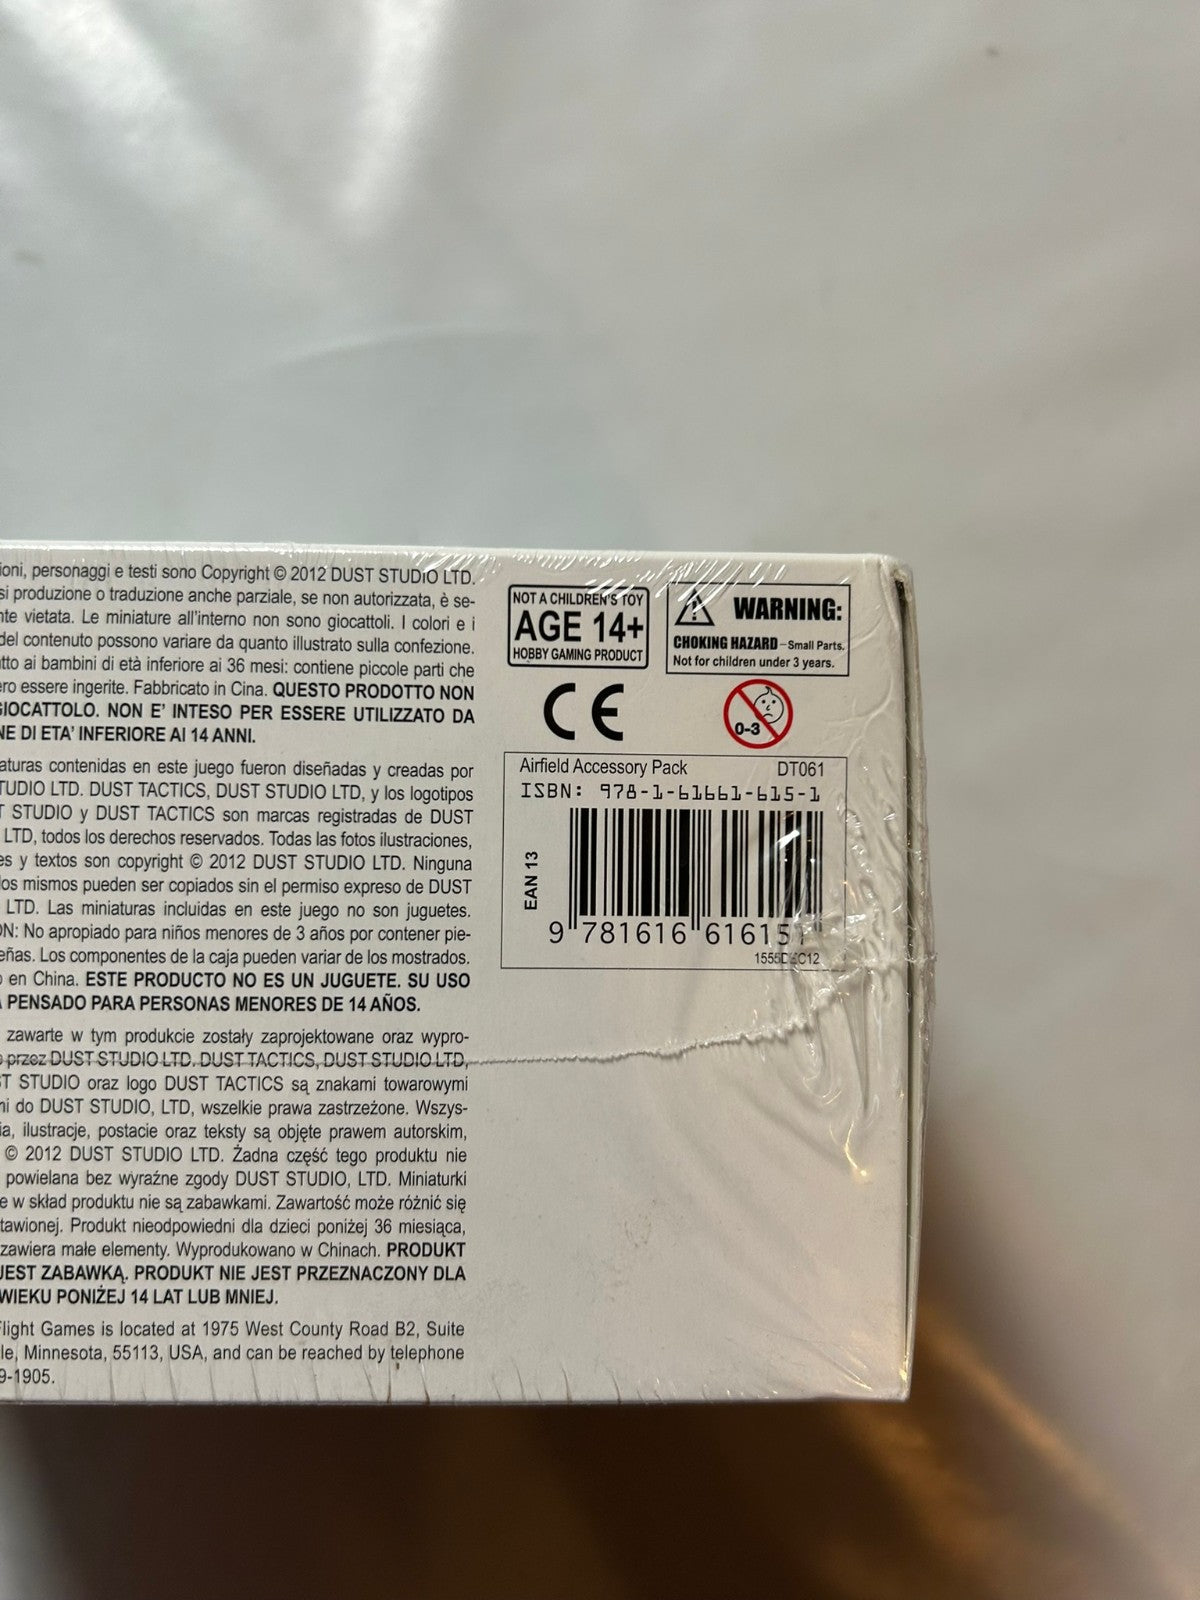 ioni, personaggi e testi sono Copyright © 2012 DUST STUDIO LTD.
si produzione o traduzione anche parziale, se non autorizzata, è se-
nte vietata. Le miniature all'interno non sono giocattoli. I colori e i
del contenuto possono variare da quanto illustrato sulla confezione.
tto ai bambini di età inferiore ai 36 mesi: contiene piccole parti che
ero essere ingerite. Fabbricato in Cina. QUESTO PRODOTTO NON
GIOCATTOLO. NON E' INTESO PER ESSERE UTILIZZATO DA
NE DI ETA' INFERIORE AI 14 ANNI.
aturas contenidas en este juego fueron diseñadas y creadas por
TUDIO LTD. DUST TACTICS, DUST STUDIO LTD, y los logotipos
T STUDIO y DUST TACTICS son marcas registradas de DUST
LTD, todos los derechos reservados. Todas las fotos ilustraciones,
es y textos son copyright © 2012 DUST STUDIO LTD. Ninguna
los mismos pueden ser copiados sin el permiso expreso de DUST
LTD. Las miniaturas incluidas en este juego no son juguetes.
ON: No apropiado para niños menores de 3 años por contener pie-
eñas. Los componentes de la caja pueden variar de los mostrados.
o en China. ESTE PRODUCTO NO ES UN JUGUETE. SU USO
A PENSADO PARA PERSONAS MENORES DE 14 AÑOS.
zawarte w tym produkcie zostały zaprojektowane oraz wypro-
o przez DUST STUDIO LTD. DUST TACTICS, DUST STUDIO LTD,
ST STUDIO oraz logo DUST TACTICS są znakami towarowymi
mi do DUST STUDIO, LTD, wszelkie prawa zastrzeżone. Wszys-
ia, ilustracje, postacie oraz teksty są objęte prawem autorskim,
© 2012 DUST STUDIO LTD. Żadna część tego produktu nie
powielana bez wyraźne zgody DUST STUDIO, LTD. Miniaturki
e w skład produktu nie są zabawkami. Zawartość może różnić się
tawionej. Produkt nieodpowiedni dla dzieci poniżej 36 miesiąca,
zawiera małe elementy. Wyprodukowano w Chinach. PRODUKT
JEST ZABAWKĄ. PRODUKT NIE JEST PRZEZNACZONY DLA
WIEKU PONIŻEJ 14 LAT LUB MNIEJ.
Flight Games is located at 1975 West County Road B2, Suite
le, Minnesota, 55113, USA, and can be reached by telephone
9-1905.
NOT A CHILDREN'S TOY
AGE 14+
HOBBY GAMING PRODUCT
WARNING:
CHOKING HAZARD – Small Parts.
Not for children under 3 years.
CE
0-3
Airfield Accessory Pack DT061
ISBN: 978-1-61661-615-1
EAN 13
9 781616 616151
1555DEC12